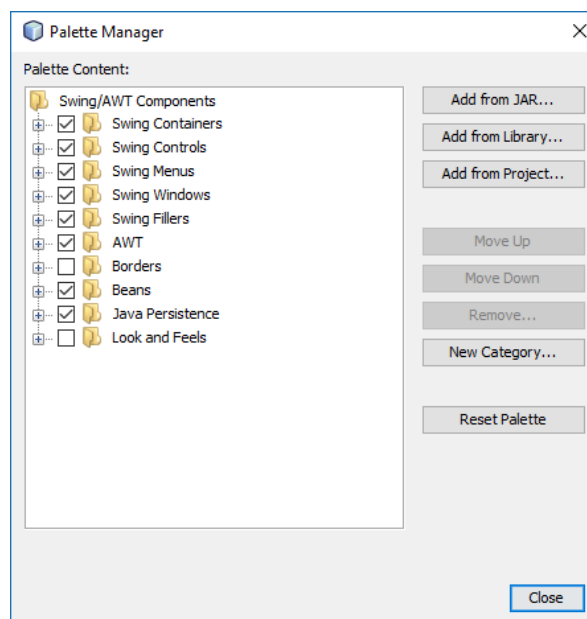 Palette Manager
Palette Content:
Swing/AWT Components
Swing Containers
Swing Controls
Swing Menus
Swing Windows
Swing Fillers
AWT
Borders
Beans
Java Persistence
Look and Feels
Add from JAR...
Add from Library...
Add from Project...
Move Up
Move Down
Remove...
New Category...
Reset Palette
Close